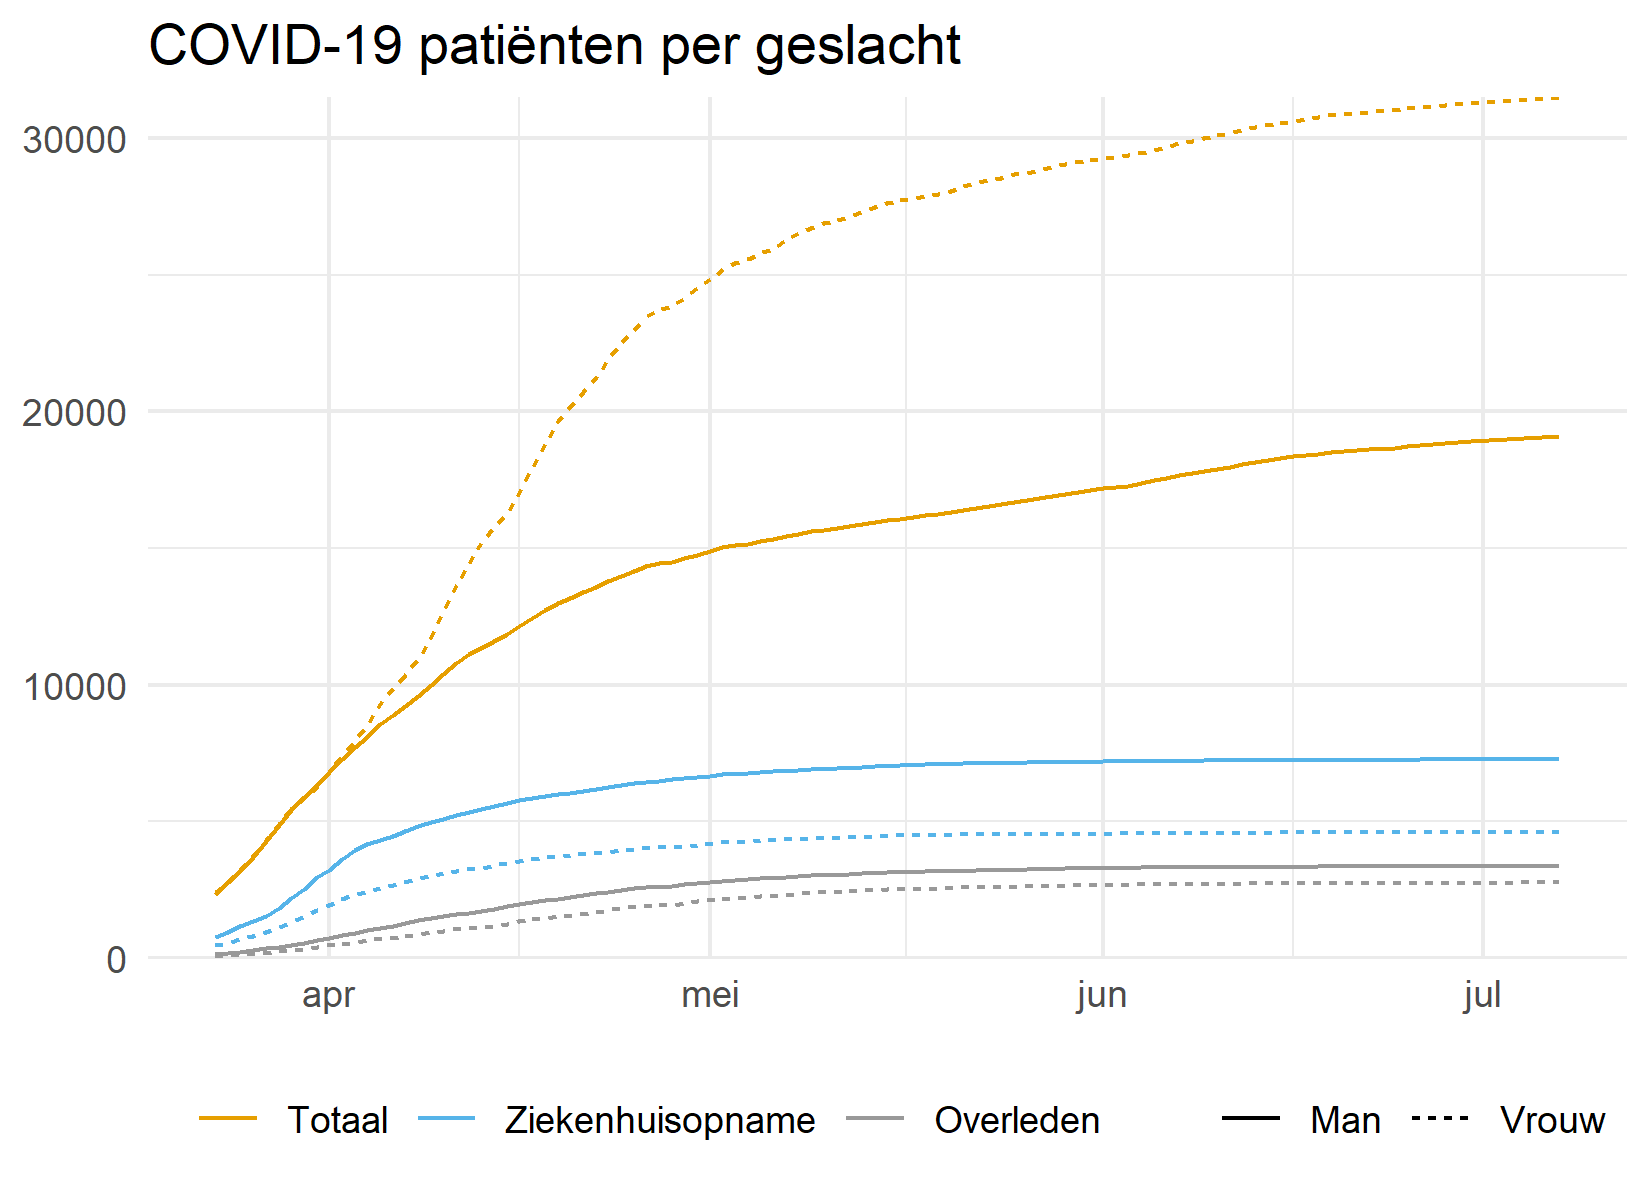 COVID-19 patiënten per geslacht
30000
20000
10000
0
apr mei jun jul
Totaal Ziekenhuisopname Overleden Man Vrouw